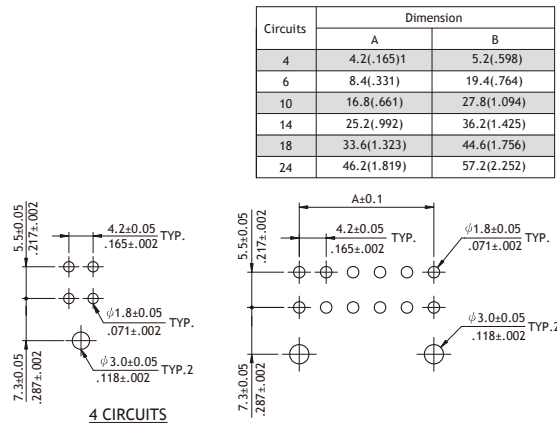 Circuits Dimension
A B
4 4.2(.165)1 5.2(.598)
6 8.4(.331) 19.4(.764)
10 16.8(.661) 27.8(1.094)
14 25.2(.992) 36.2(1.425)
18 33.6(1.323) 44.6(1.756)
24 46.2(1.819) 57.2(2.252)
5.5±0.05
.217±.002
4.2±0.05
.165±.002
TYP.
ϕ1.8±0.05
.071±.002
TYP.
ϕ3.0±0.05
.118±.002
TYP.2
7.3±0.05
.287±.002
4 CIRCUITS
A±0.1
5.5±0.05
.217±.002
4.2±0.05
.165±.002
TYP.
ϕ1.8±0.05
.071±.002
TYP.
ϕ3.0±0.05
.118±.002
TYP.2
7.3±0.05
.287±.002